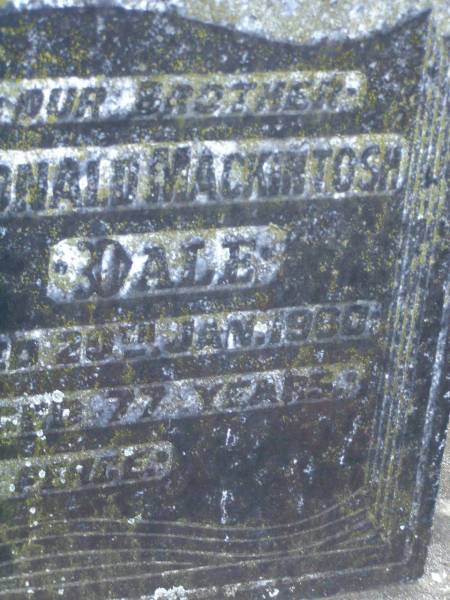 OUR BROTHER
ONALD MACKINTOSH
DALE
20TH JAN. 1960
77 YEARS